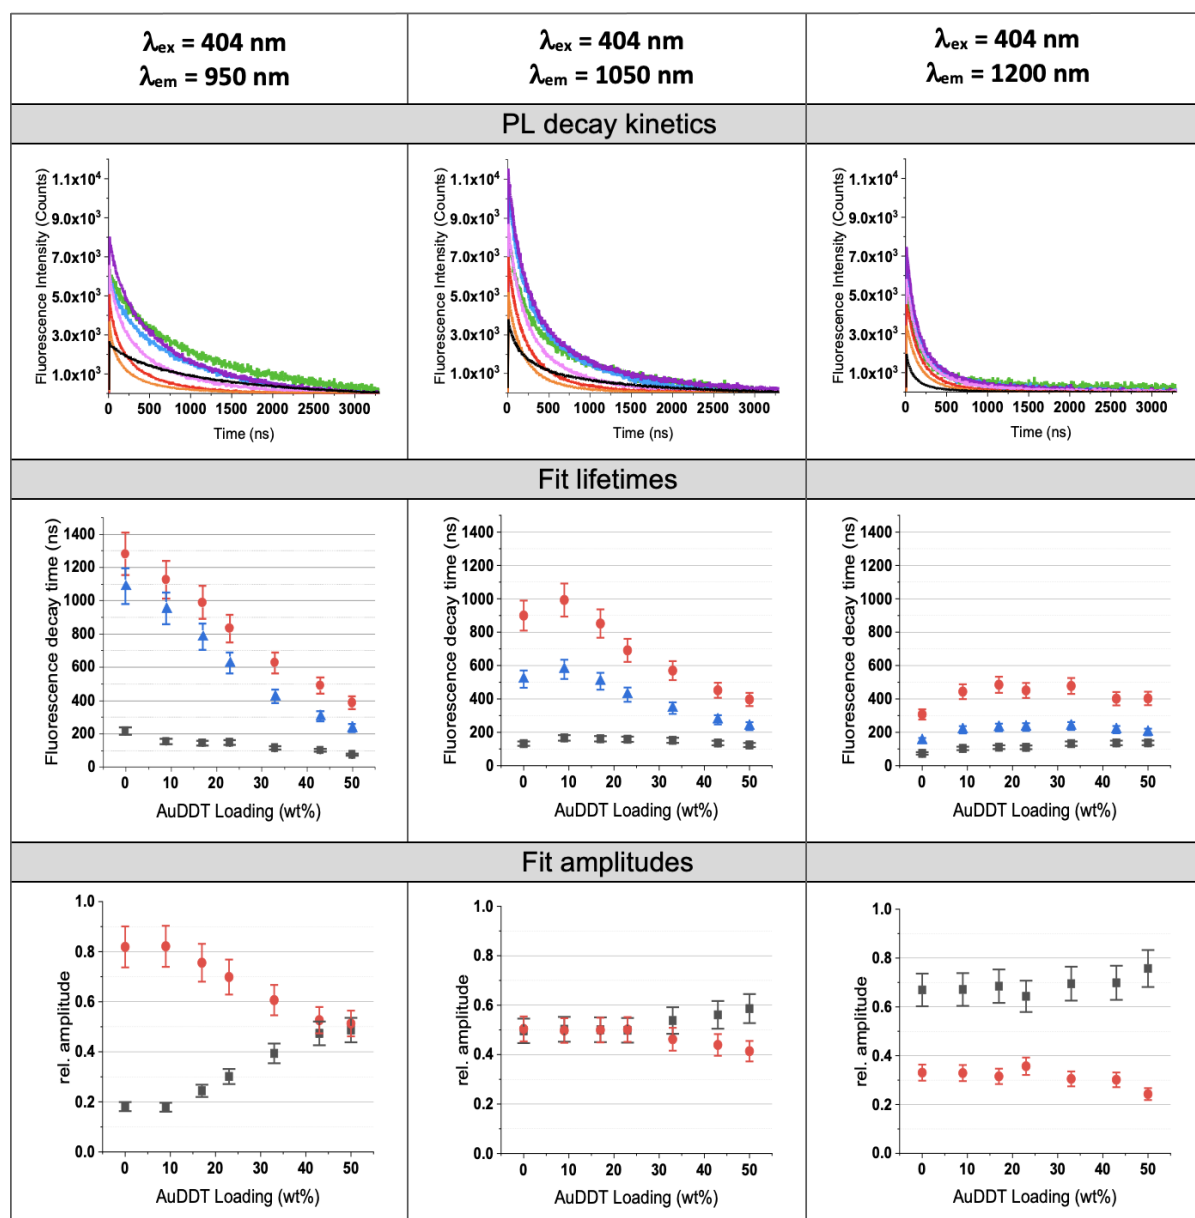 λex = 404 nm
λem = 950 nm
λex = 404 nm
λem = 1050 nm
λex = 404 nm
λem = 1200 nm
PL decay kinetics
Fluorescence Intensity (Counts)
1.1x10⁴
9.0x10³
7.0x10³
5.0x10³
3.0x10³
1.0x10³
0 500 1000 1500 2000 2500 3000
Time (ns)
Fluorescence Intensity (Counts)
1.1x10⁴
9.0x10³
7.0x10³
5.0x10³
3.0x10³
1.0x10³
0 500 1000 1500 2000 2500 3000
Time (ns)
Fluorescence Intensity (Counts)
1.1x10⁴
9.0x10³
7.0x10³
5.0x10³
3.0x10³
1.0x10³
0 500 1000 1500 2000 2500 3000
Time (ns)
Fit lifetimes
Fluorescence decay time (ns)
1400
1200
1000
800
600
400
200
0
0 10 20 30 40 50
AuDDT Loading (wt%)
Fluorescence decay time (ns)
1400
1200
1000
800
600
400
200
0
0 10 20 30 40 50
AuDDT Loading (wt%)
Fluorescence decay time (ns)
1400
1200
1000
800
600
400
200
0
0 10 20 30 40 50
AuDDT Loading (wt%)
Fit amplitudes
rel. amplitude
1.0
0.8
0.6
0.4
0.2
0.0
0 10 20 30 40 50
AuDDT Loading (wt%)
rel. amplitude
1.0
0.8
0.6
0.4
0.2
0.0
0 10 20 30 40 50
AuDDT Loading (wt%)
rel. amplitude
1.0
0.8
0.6
0.4
0.2
0.0
0 10 20 30 40 50
AuDDT Loading (wt%)